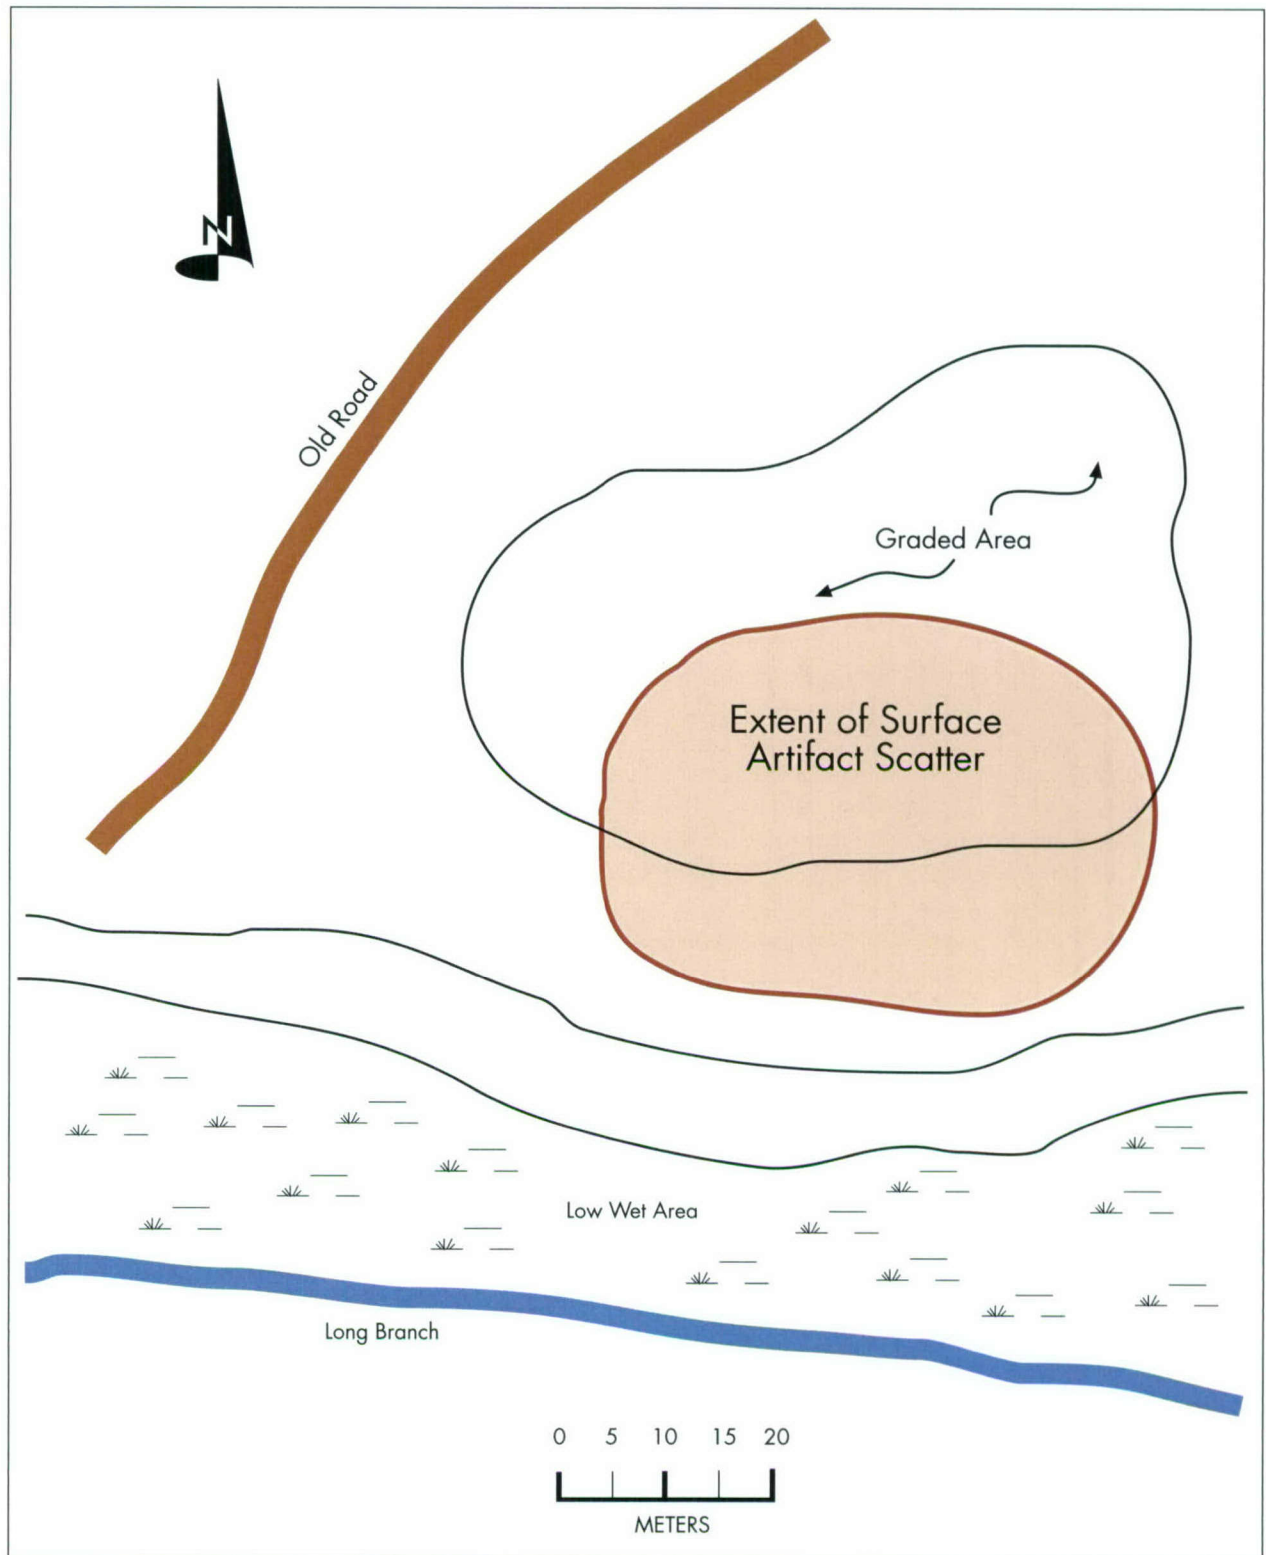 N
Old Road
Graded Area
Extent of Surface
Artifact Scatter
Low Wet Area
Long Branch
0 5 10 15 20
METERS